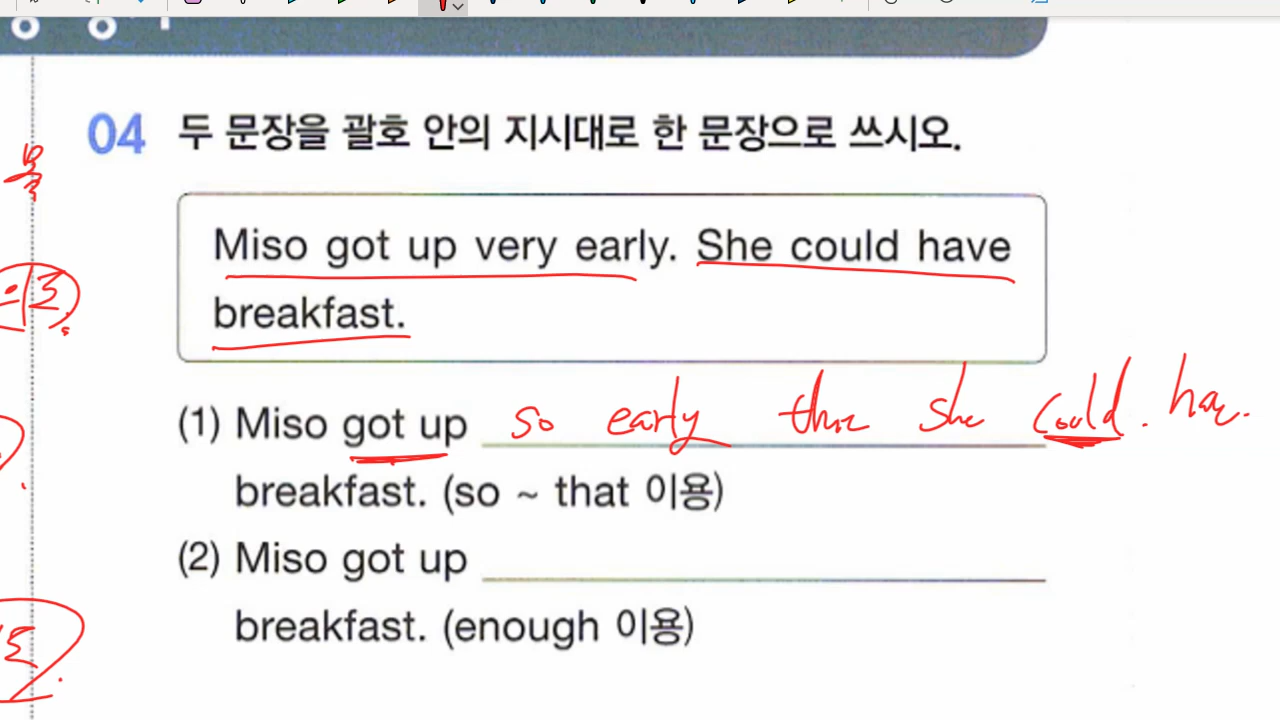 04 두 문장을 괄호 안의 지시대로 한 문장으로 쓰시오.
Miso got up very early. She could have
breakfast.
(1) Miso got up so early that she could have
breakfast. (so ~ that 이용)
(2) Miso got up
breakfast. (enough 이용)